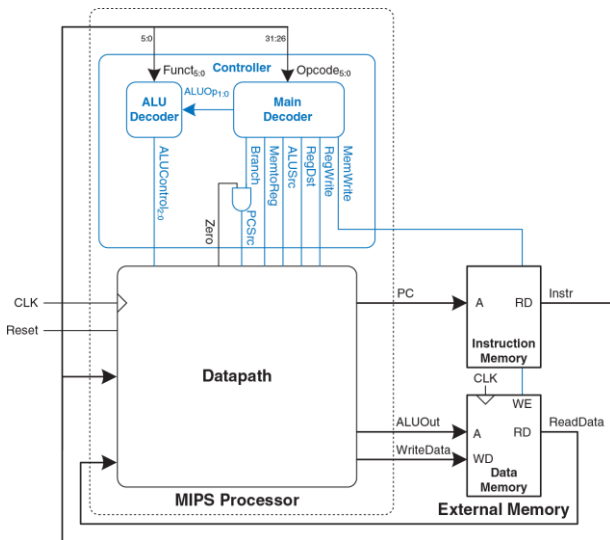 5:0
31:26
Funct5:0
Controller
Opcode5:0
ALU
Decoder
ALUOp1:0
Main
Decoder
ALUControl2:0
Zero
Branch
PCSrc
MemtoReg
ALUSrc
RegDst
RegWrite
MemWrite
CLK
Reset
Datapath
PC
A
RD
Instr
Instruction
Memory
CLK
WE
ALUOut
A
RD
ReadData
WriteData
WD
Data
Memory
MIPS Processor
External Memory